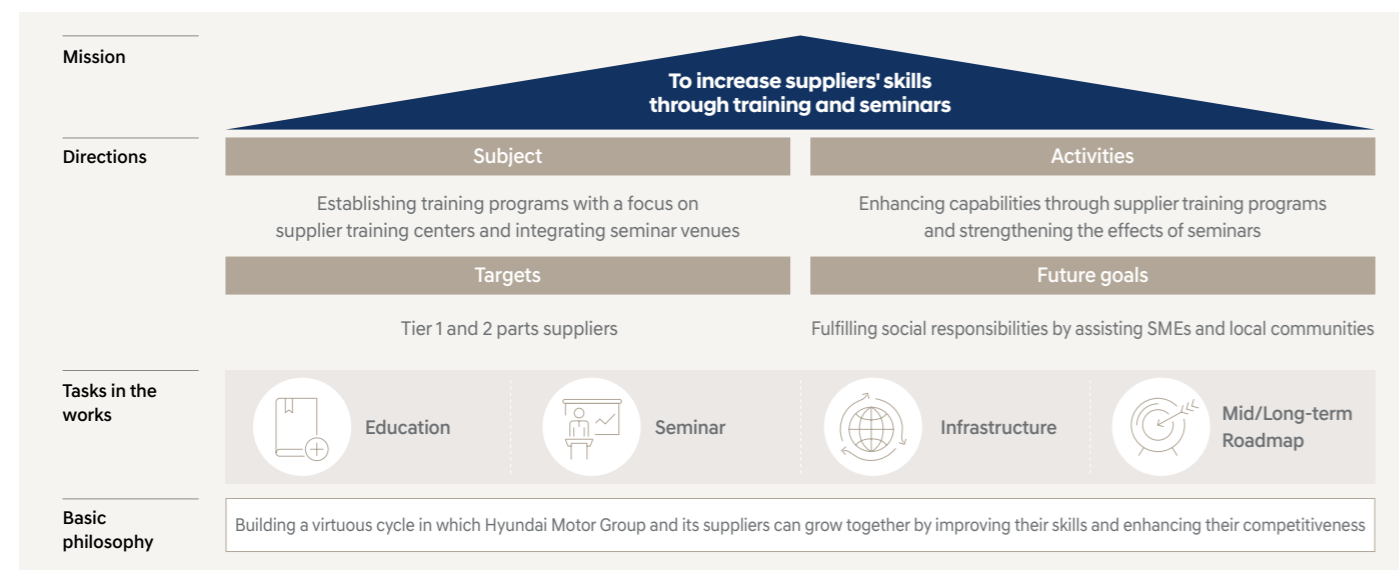 Mission
To increase suppliers' skills
through training and seminars
Directions
Subject
Activities
Establishing training programs with a focus on
supplier training centers and integrating seminar venues
Enhancing capabilities through supplier training programs
and strengthening the effects of seminars
Targets
Future goals
Tier 1 and 2 parts suppliers
Fulfilling social responsibilities by assisting SMEs and local communities
Tasks in the
works
Education
Seminar
Infrastructure
Mid/Long-term
Roadmap
Basic
philosophy
Building a virtuous cycle in which Hyundai Motor Group and its suppliers can grow together by improving their skills and enhancing their competitiveness